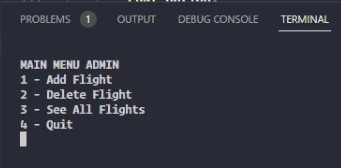 PROBLEMS 1 OUTPUT DEBUG CONSOLE TERMINAL
MAIN MENU ADMIN
1 - Add Flight
2 - Delete Flight
3 - See All Flights
4 - Quit